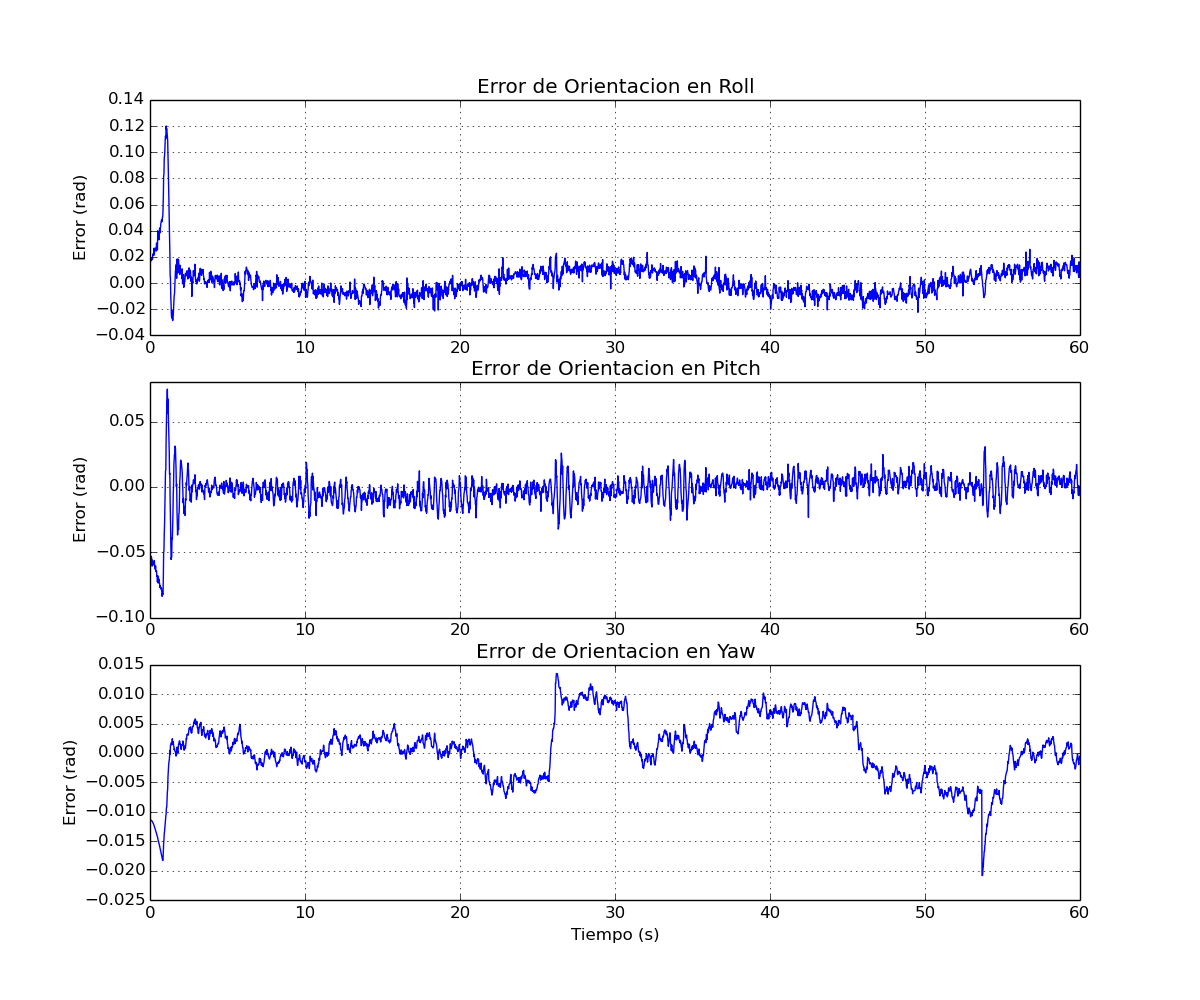 Error de Orientacion en Roll
0.14
0.12
0.10
0.08
0.06
0.04
0.02
0.00
−0.02
−0.04
Error (rad)
0 10 20 30 40 50 60
Error de Orientacion en Pitch
0.05
0.00
−0.05
−0.10
Error (rad)
0 10 20 30 40 50 60
Error de Orientacion en Yaw
0.015
0.010
0.005
0.000
−0.005
−0.010
−0.015
−0.020
−0.025
Error (rad)
0 10 20 30 40 50 60
Tiempo (s)